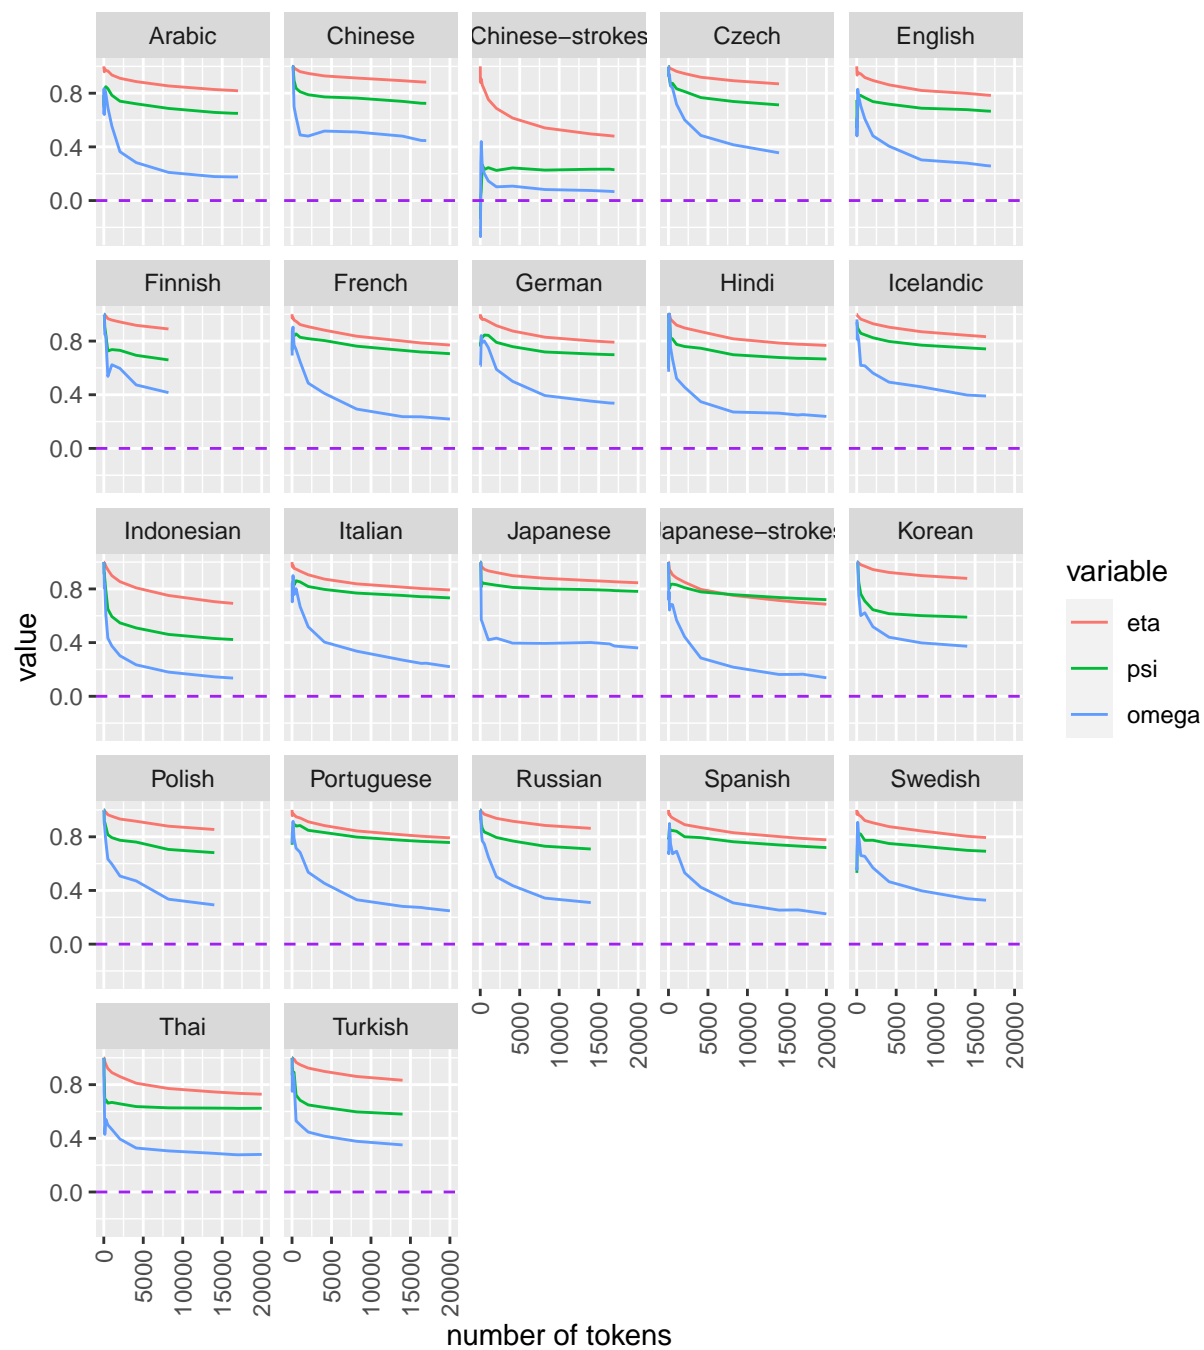 Arabic Chinese Chinese−strokes Czech English
0.8
0.4
0.0
Finnish French German Hindi Icelandic
0.8
0.4
0.0
Indonesian Italian Japanese apanese−strokes Korean
0.8
0.4
0.0
Polish Portuguese Russian Spanish Swedish
0.8
0.4
0.0
0 5000 10000 15000 20000 0 5000 10000 15000 20000 0 5000 10000 15000 20000
Thai Turkish
0.8
0.4
0.0
0 5000 10000 15000 20000 0 5000 10000 15000 20000
number of tokens
value
variable
eta
psi
omega